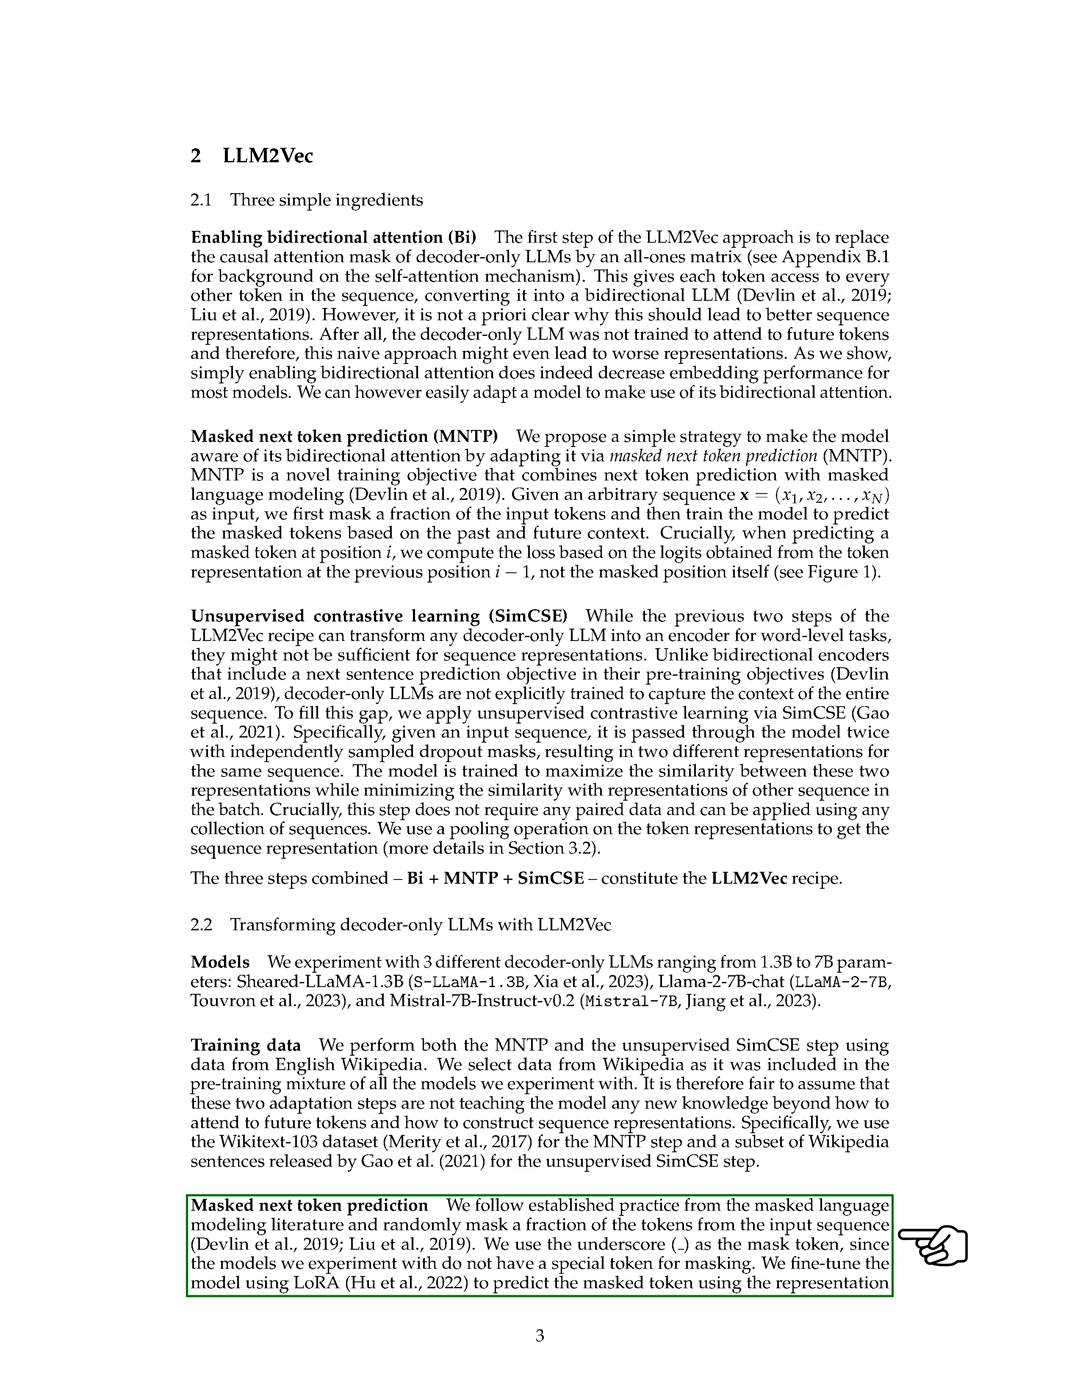 2 LLM2Vec
2.1 Three simple ingredients
Enabling bidirectional attention (Bi) The first step of the LLM2Vec approach is to replace
the causal attention mask of decoder-only LLMs by an all-ones matrix (see Appendix B.1
for background on the self-attention mechanism). This gives each token access to every
other token in the sequence, converting it into a bidirectional LLM (Devlin et al., 2019;
Liu et al., 2019). However, it is not a priori clear why this should lead to better sequence
representations. After all, the decoder-only LLM was not trained to attend to future tokens
and therefore, this naive approach might even lead to worse representations. As we show,
simply enabling bidirectional attention does indeed decrease embedding performance for
most models. We can however easily adapt a model to make use of its bidirectional attention.
Masked next token prediction (MNTP) We propose a simple strategy to make the model
aware of its bidirectional attention by adapting it via masked next token prediction (MNTP).
MNTP is a novel training objective that combines next token prediction with masked
language modeling (Devlin et al., 2019). Given an arbitrary sequence x = (x₁, x₂, . . . , x_N)
as input, we first mask a fraction of the input tokens and then train the model to predict
the masked tokens based on the past and future context. Crucially, when predicting a
masked token at position i, we compute the loss based on the logits obtained from the token
representation at the previous position i − 1, not the masked position itself (see Figure 1).
Unsupervised contrastive learning (SimCSE) While the previous two steps of the
LLM2Vec recipe can transform any decoder-only LLM into an encoder for word-level tasks,
they might not be sufficient for sequence representations. Unlike bidirectional encoders
that include a next sentence prediction objective in their pre-training objectives (Devlin
et al., 2019), decoder-only LLMs are not explicitly trained to capture the context of the entire
sequence. To fill this gap, we apply unsupervised contrastive learning via SimCSE (Gao
et al., 2021). Specifically, given an input sequence, it is passed through the model twice
with independently sampled dropout masks, resulting in two different representations for
the same sequence. The model is trained to maximize the similarity between these two
representations while minimizing the similarity with representations of other sequence in
the batch. Crucially, this step does not require any paired data and can be applied using any
collection of sequences. We use a pooling operation on the token representations to get the
sequence representation (more details in Section 3.2).
The three steps combined – Bi + MNTP + SimCSE – constitute the LLM2Vec recipe.
2.2 Transforming decoder-only LLMs with LLM2Vec
Models We experiment with 3 different decoder-only LLMs ranging from 1.3B to 7B param-
eters: Sheared-LLaMA-1.3B (S-LLaMA-1.3B, Xia et al., 2023), Llama-2-7B-chat (LLaMA-2-7B,
Touvron et al., 2023), and Mistral-7B-Instruct-v0.2 (Mistral-7B, Jiang et al., 2023).
Training data We perform both the MNTP and the unsupervised SimCSE step using
data from English Wikipedia. We select data from Wikipedia as it was included in the
pre-training mixture of all the models we experiment with. It is therefore fair to assume that
these two adaptation steps are not teaching the model any new knowledge beyond how to
attend to future tokens and how to construct sequence representations. Specifically, we use
the Wikitext-103 dataset (Merity et al., 2017) for the MNTP step and a subset of Wikipedia
sentences released by Gao et al. (2021) for the unsupervised SimCSE step.
Masked next token prediction We follow established practice from the masked language
modeling literature and randomly mask a fraction of the tokens from the input sequence
(Devlin et al., 2019; Liu et al., 2019). We use the underscore (_) as the mask token, since
the models we experiment with do not have a special token for masking. We fine-tune the
model using LoRA (Hu et al., 2022) to predict the masked token using the representation
3